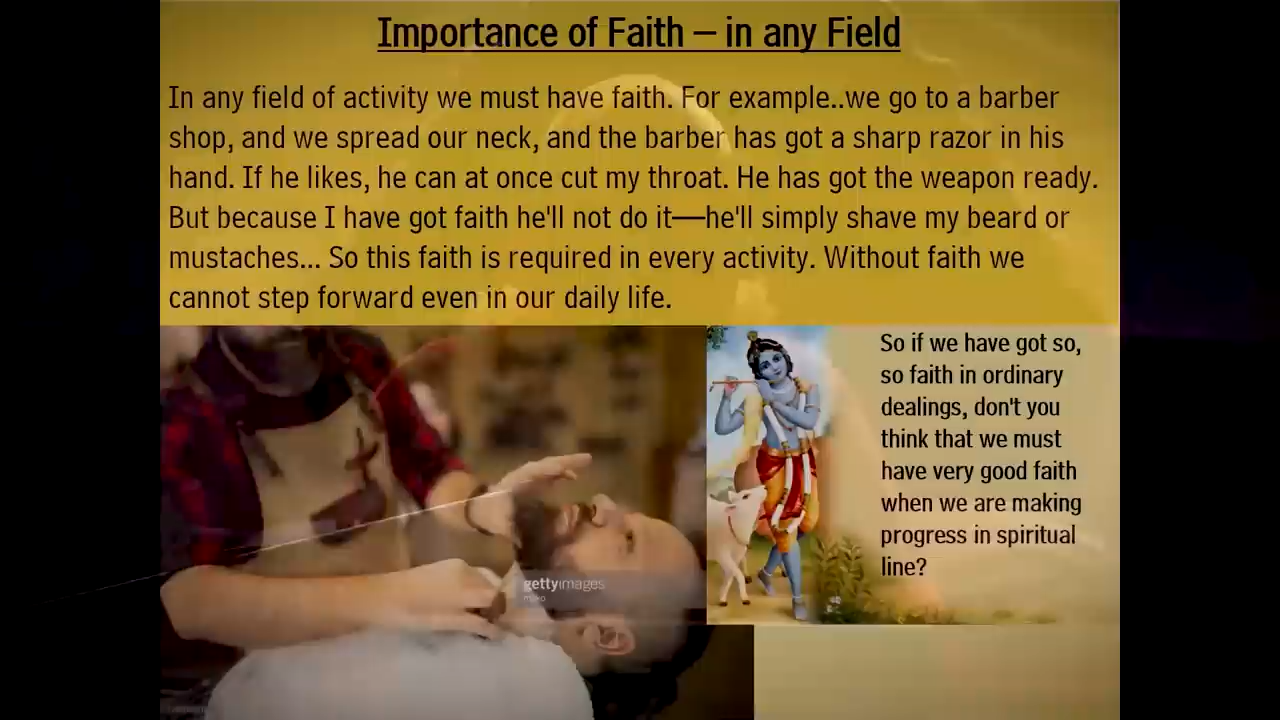 Importance of Faith – in any Field
In any field of activity we must have faith. For example..we go to a barber
shop, and we spread our neck, and the barber has got a sharp razor in his
hand. If he likes, he can at once cut my throat. He has got the weapon ready.
But because I have got faith he'll not do it—he'll simply shave my beard or
mustaches... So this faith is required in every activity. Without faith we
cannot step forward even in our daily life.
So if we have got so,
so faith in ordinary
dealings, don't you
think that we must
have very good faith
when we are making
progress in spiritual
line?
gettyimages